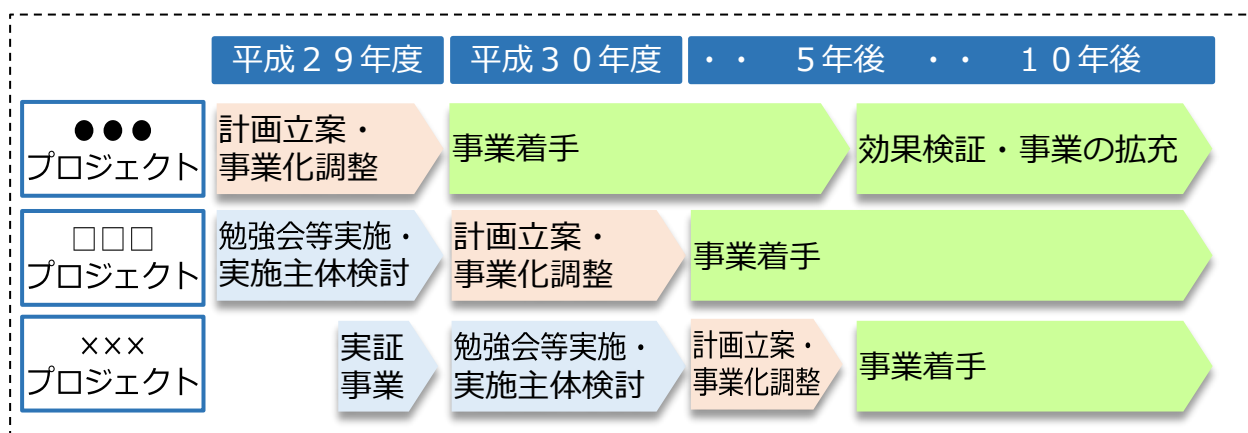 平成２９年度 平成３０年度 ・・ ５年後 ・・ １０年後
●●●
プロジェクト
計画立案・
事業化調整
事業着手
効果検証・事業の拡充
□□□
プロジェクト
勉強会等実施・
実施主体検討
計画立案・
事業化調整
事業着手
×××
プロジェクト
実証
事業
勉強会等実施・
実施主体検討
計画立案・
事業化調整
事業着手